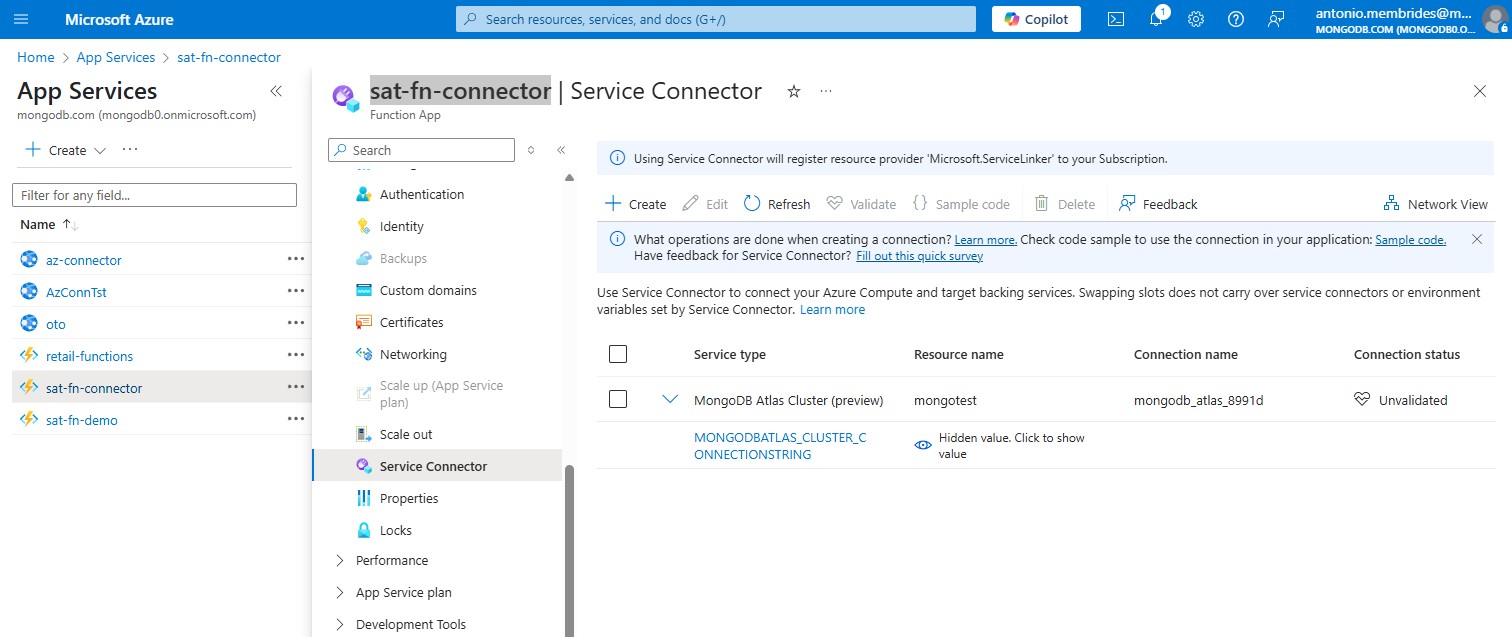 Microsoft Azure
Search resources, services, and docs (G+/)
Copilot
1
antonio.membrides@m...
MONGODB.COM (MONGODB0.O...
Home > App Services > sat-fn-connector
App Services
mongodb.com (mongodb0.onmicrosoft.com)
Create
Filter for any field...
Name
az-connector
AzConnTst
oto
retail-functions
sat-fn-connector
sat-fn-demo
sat-fn-connector | Service Connector
Function App
Search
Authentication
Identity
Backups
Custom domains
Certificates
Networking
Scale up (App Service
plan)
Scale out
Service Connector
Properties
Locks
Performance
App Service plan
Development Tools
Using Service Connector will register resource provider 'Microsoft.ServiceLinker' to your Subscription.
Create Edit Refresh Validate Sample code Delete Feedback Network View
What operations are done when creating a connection? Learn more. Check code sample to use the connection in your application: Sample code.
Have feedback for Service Connector? Fill out this quick survey
Use Service Connector to connect your Azure Compute and target backing services. Swapping slots does not carry over service connectors or environment
variables set by Service Connector. Learn more
Service type Resource name Connection name Connection status
MongoDB Atlas Cluster (preview) mongotest mongodb_atlas_8991d Unvalidated
MONGODBATLAS_CLUSTER_C
ONNECTIONSTRING
Hidden value. Click to show
value